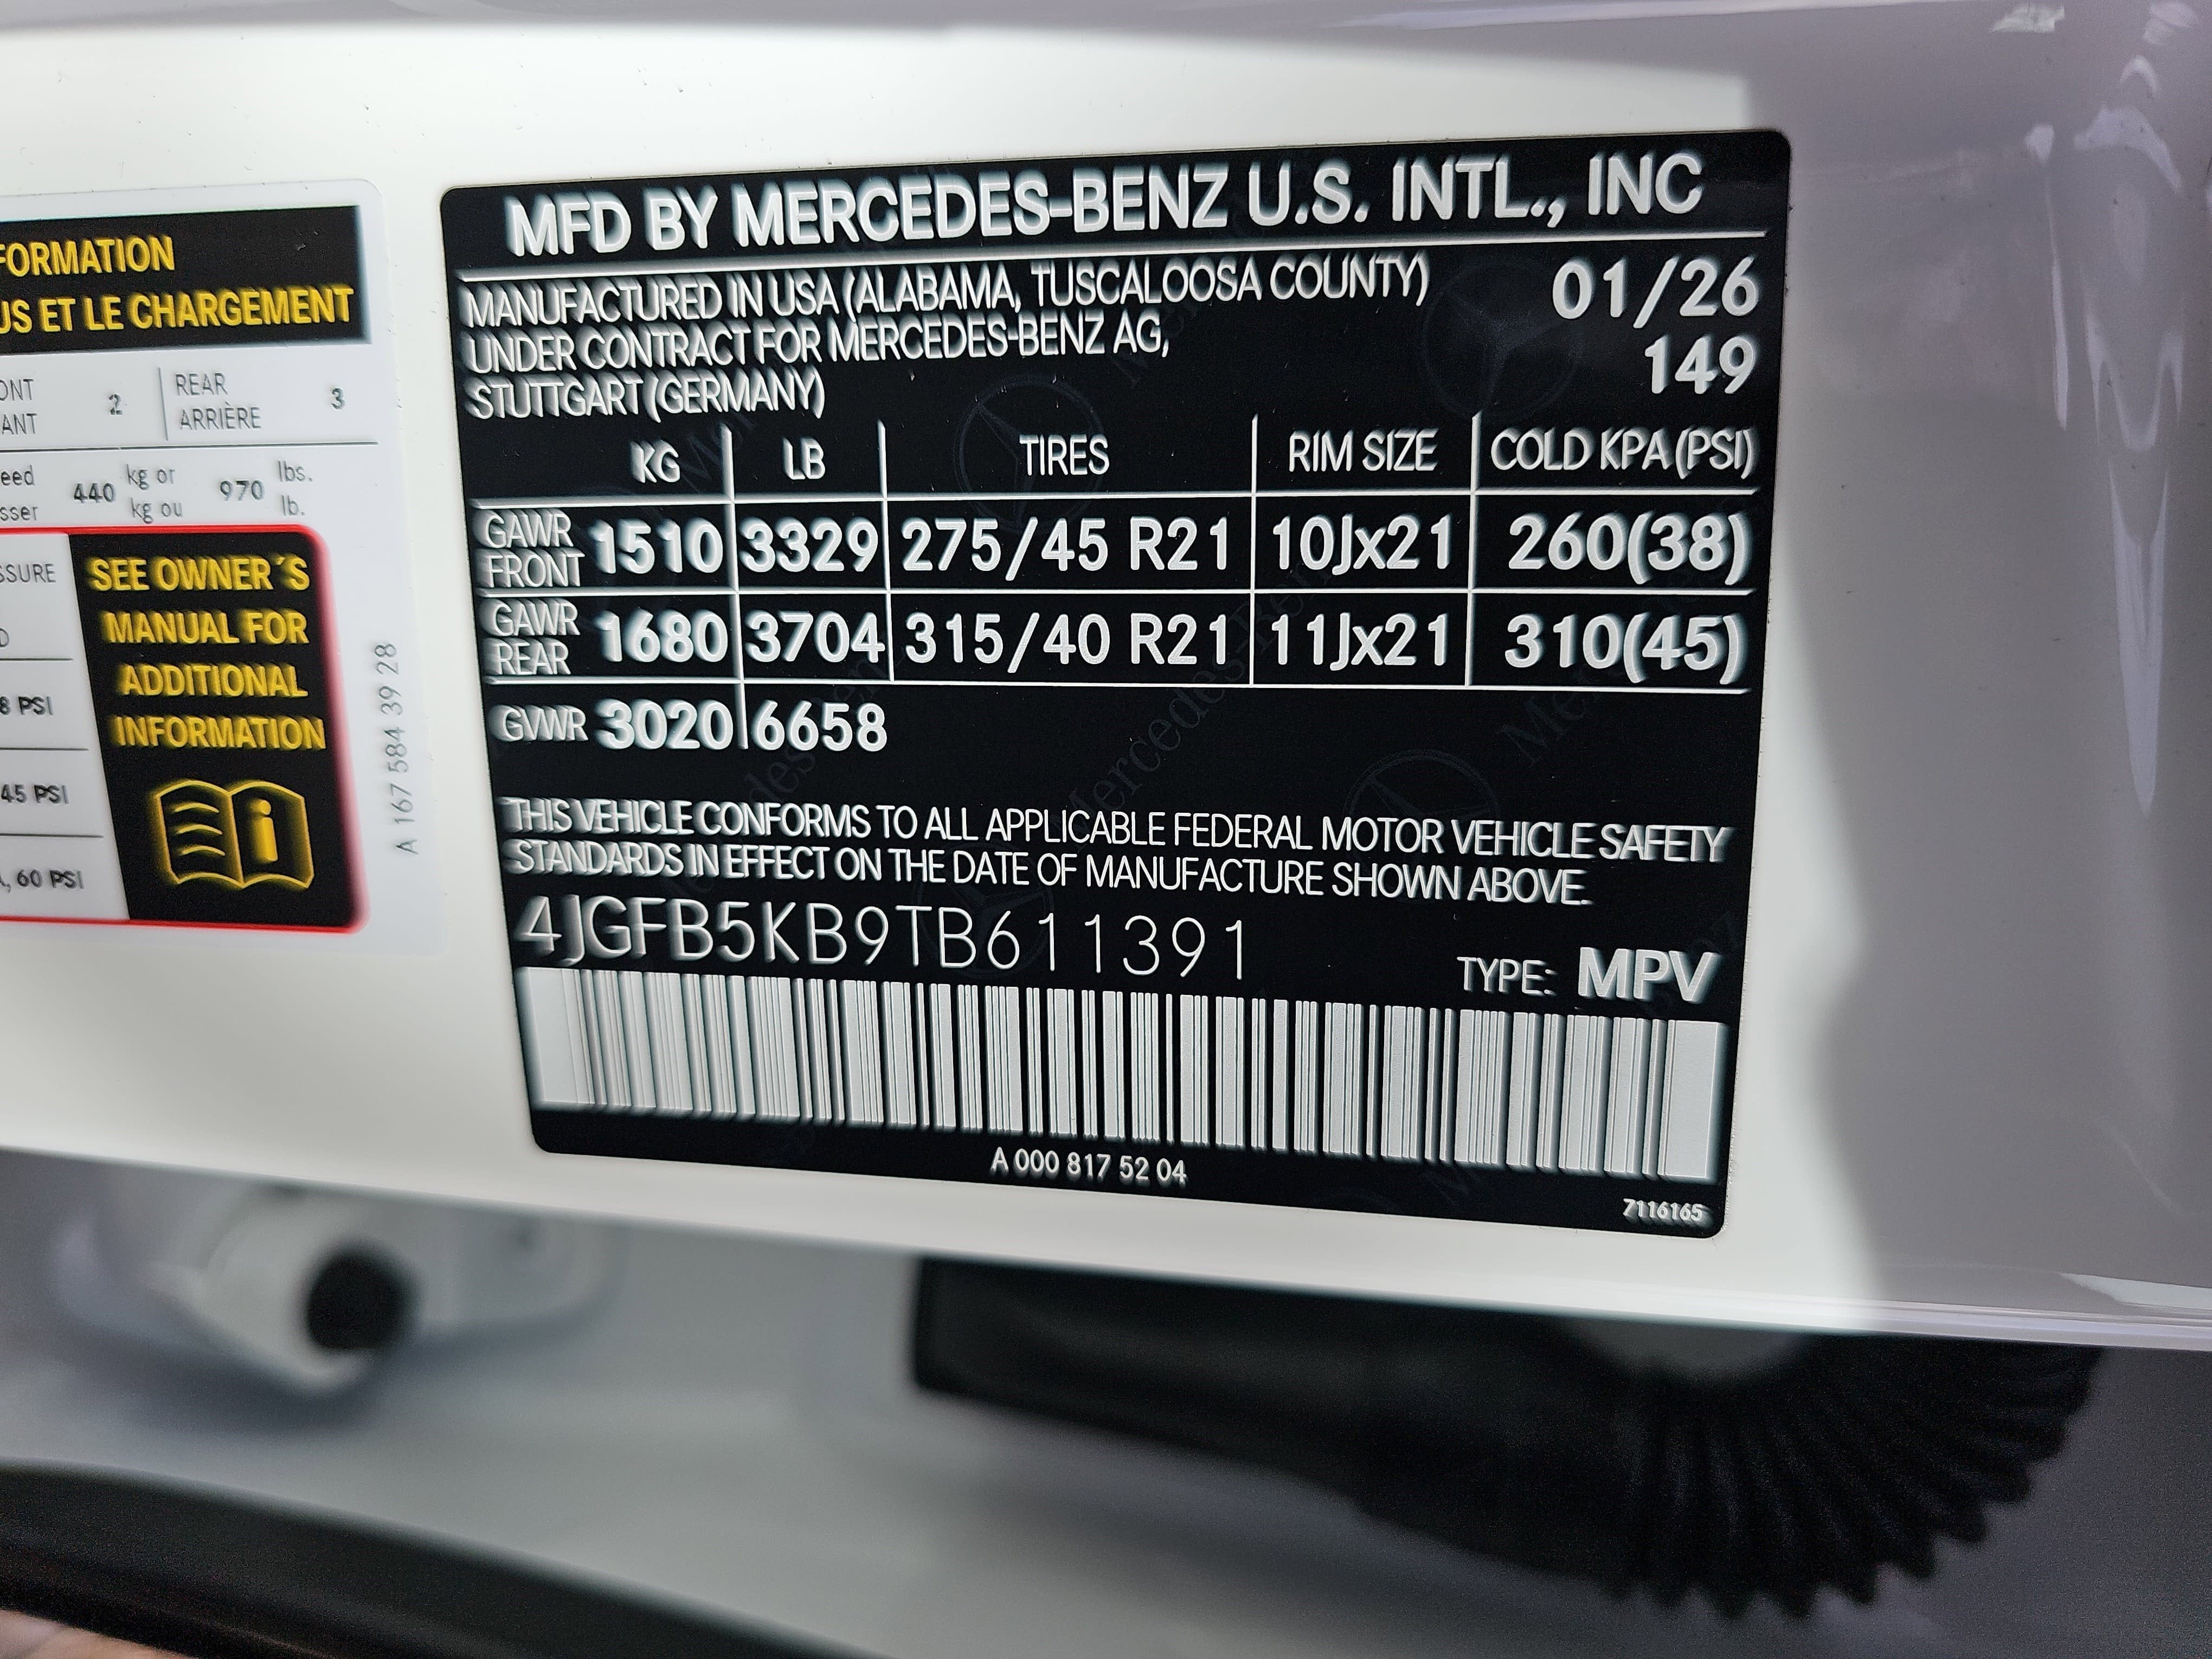 FORMATION
US ET LE CHARGEMENT
ONT
ANT
2
REAR
ARRIÈRE
3
eed
sser
440
kg or
kg ou
970
lbs.
lb.
SSURE
D
8 PSI
45 PSI
, 60 PSI
SEE OWNER´S
MANUAL FOR
ADDITIONAL
INFORMATION
A 167 584 39 28
MFD BY MERCEDES-BENZ U.S. INTL., INC
MANUFACTURED IN USA (ALABAMA, TUSCALOOSA COUNTY) 01/26
UNDER CONTRACT FOR MERCEDES-BENZ AG, 149
STUTTGART (GERMANY)
KG LB TIRES RIM SIZE COLD KPA (PSI)
GAWR FRONT 1510 3329 275/45 R21 10Jx21 260(38)
GAWR REAR 1680 3704 315/40 R21 11Jx21 310(45)
GVWR 3020 6658
THIS VEHICLE CONFORMS TO ALL APPLICABLE FEDERAL MOTOR VEHICLE SAFETY
STANDARDS IN EFFECT ON THE DATE OF MANUFACTURE SHOWN ABOVE.
4JGFB5KB9TB611391
TYPE: MPV
A 000 817 52 04
7116165